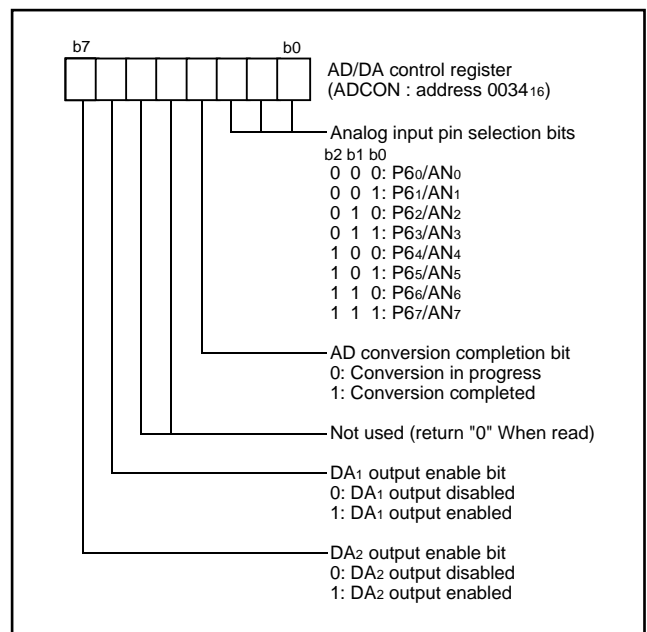 b7 b0
AD/DA control register
(ADCON : address 003416)
Analog input pin selection bits
b2 b1 b0
0 0 0: P60/AN0
0 0 1: P61/AN1
0 1 0: P62/AN2
0 1 1: P63/AN3
1 0 0: P64/AN4
1 0 1: P65/AN5
1 1 0: P66/AN6
1 1 1: P67/AN7
AD conversion completion bit
0: Conversion in progress
1: Conversion completed
Not used (return "0" When read)
DA1 output enable bit
0: DA1 output disabled
1: DA1 output enabled
DA2 output enable bit
0: DA2 output disabled
1: DA2 output enabled